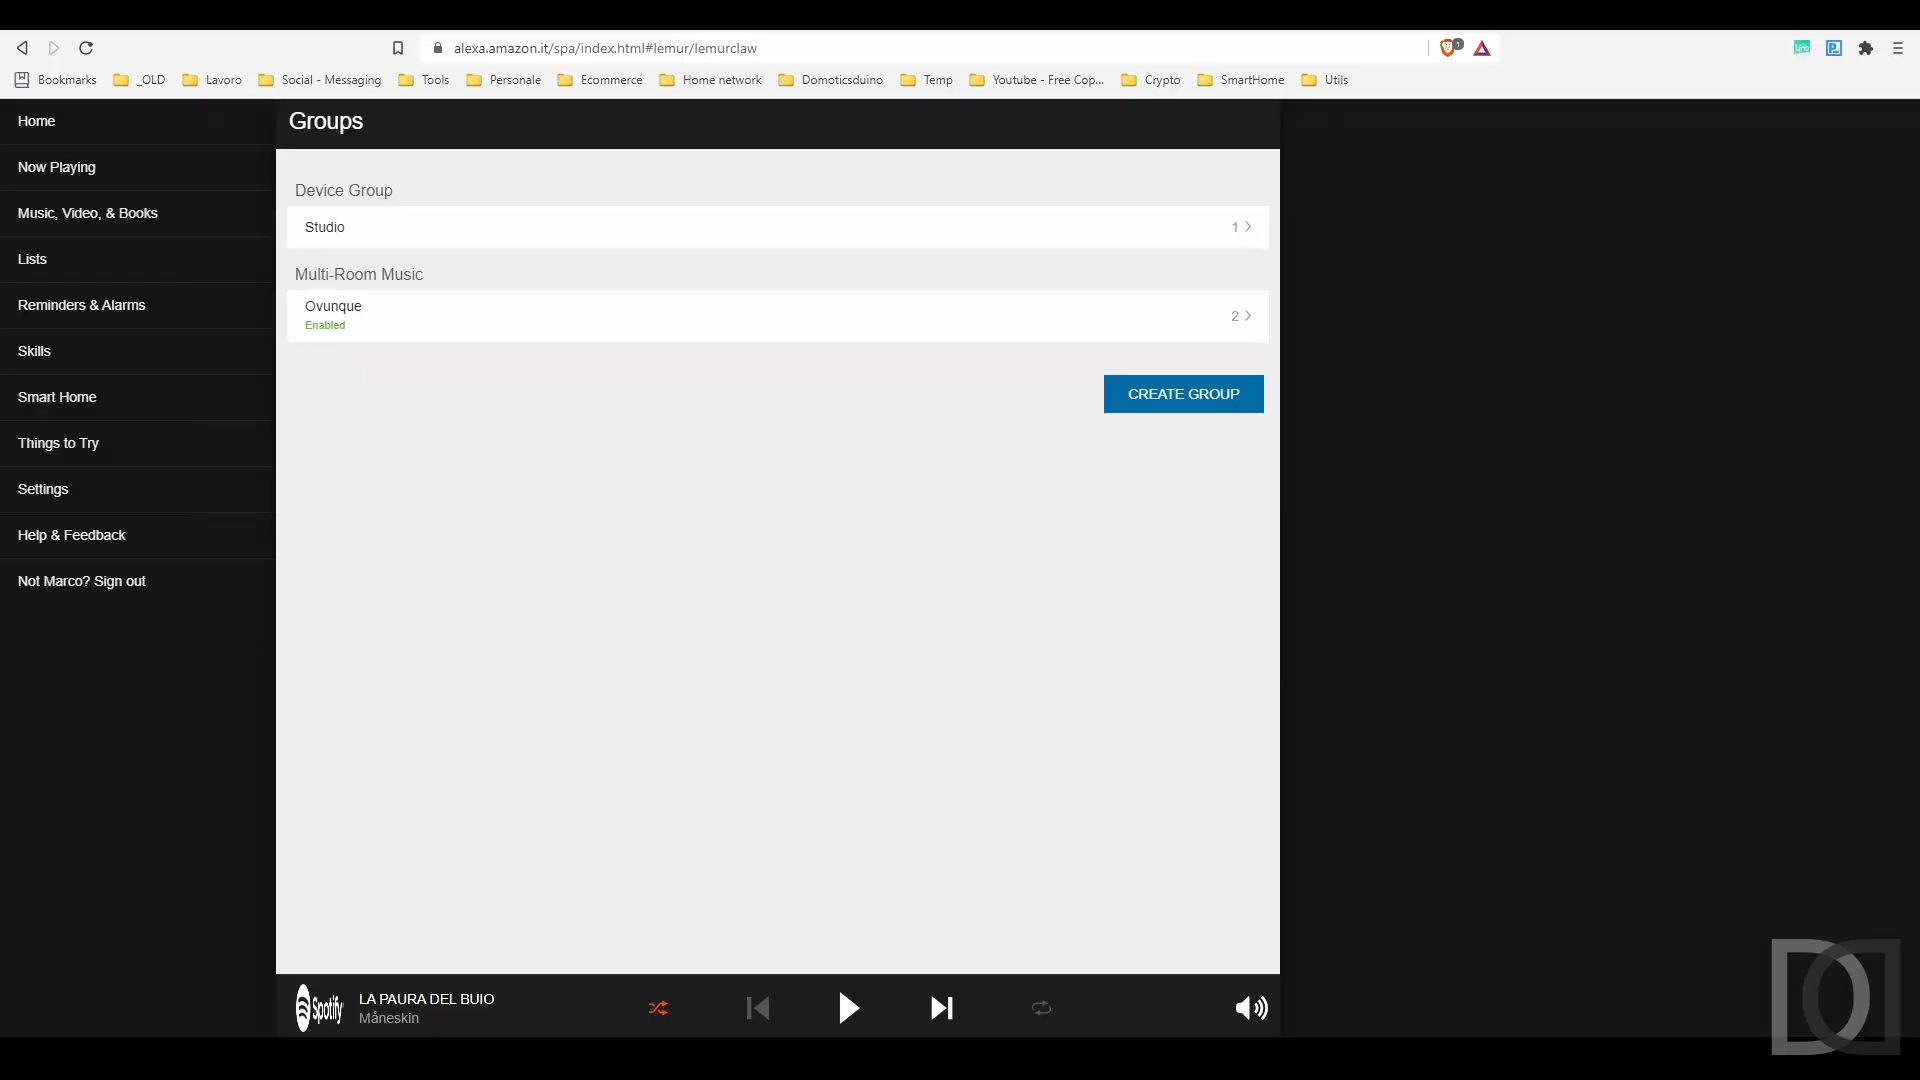 alexa.amazon.it/spa/index.html#lemur/lemurclaw
1
Bookmarks _OLD Lavoro Social - Messaging Tools Personale Ecommerce Home network Domoticsduino Temp Youtube - Free Cop... Crypto SmartHome Utils
Home
Now Playing
Music, Video, & Books
Lists
Reminders & Alarms
Skills
Smart Home
Things to Try
Settings
Help & Feedback
Not Marco? Sign out
Groups
Device Group
Studio 1
Multi-Room Music
Ovunque
Enabled
2
CREATE GROUP
Spotify
LA PAURA DEL BUIO
Måneskin